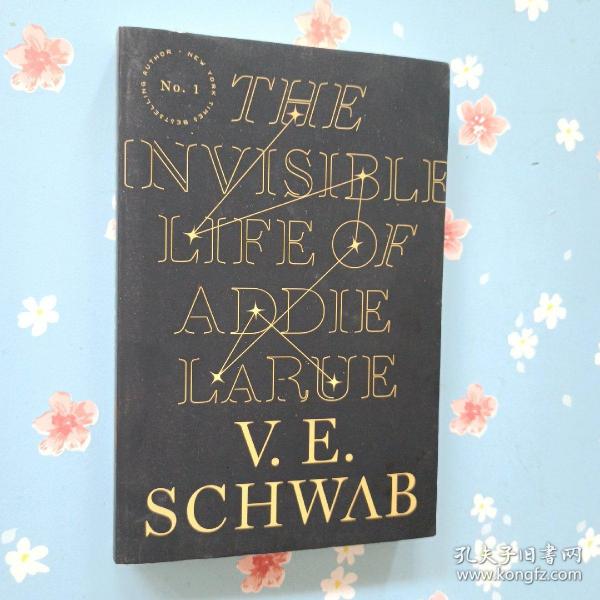 No. 1
NEW YORK TIMES BESTSELLING AUTHOR
THE
INVISIBLE
LIFE OF
ADDIE
LARUE
V. E.
SCHWAB
孔夫子旧書网
www.kongfz.com